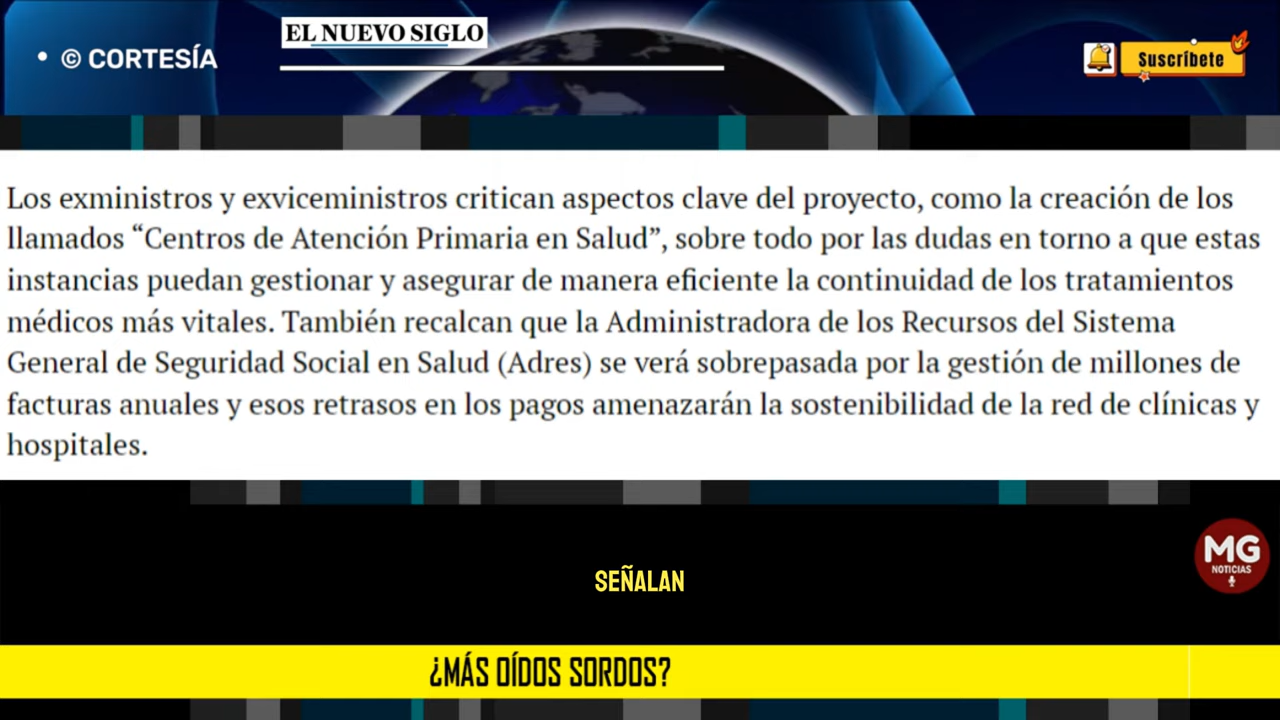 • © CORTESÍA
EL NUEVO SIGLO
Suscríbete
Los exministros y exviceministros critican aspectos clave del proyecto, como la creación de los
llamados “Centros de Atención Primaria en Salud”, sobre todo por las dudas en torno a que estas
instancias puedan gestionar y asegurar de manera eficiente la continuidad de los tratamientos
médicos más vitales. También recalcan que la Administradora de los Recursos del Sistema
General de Seguridad Social en Salud (Adres) se verá sobrepasada por la gestión de millones de
facturas anuales y esos retrasos en los pagos amenazarán la sostenibilidad de la red de clínicas y
hospitales.
MG
NOTICIAS
SEÑALAN
¿MÁS OÍDOS SORDOS?